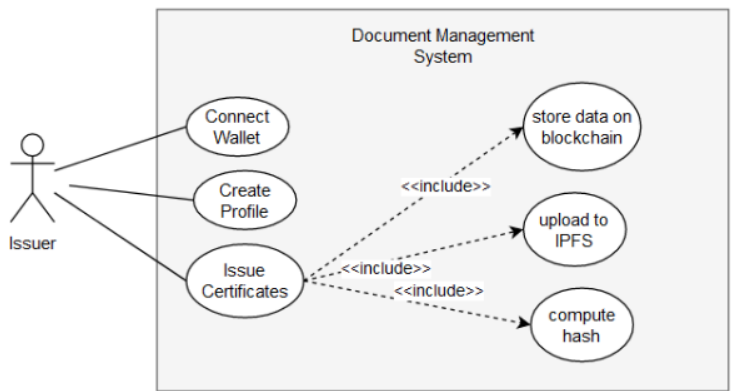 Document Management
System
Connect
Wallet
store data on
blockchain
<<include>>
Create
Profile
Issuer
upload to
IPFS
Issue
Certificates
<<include>>
<<include>>
compute
hash